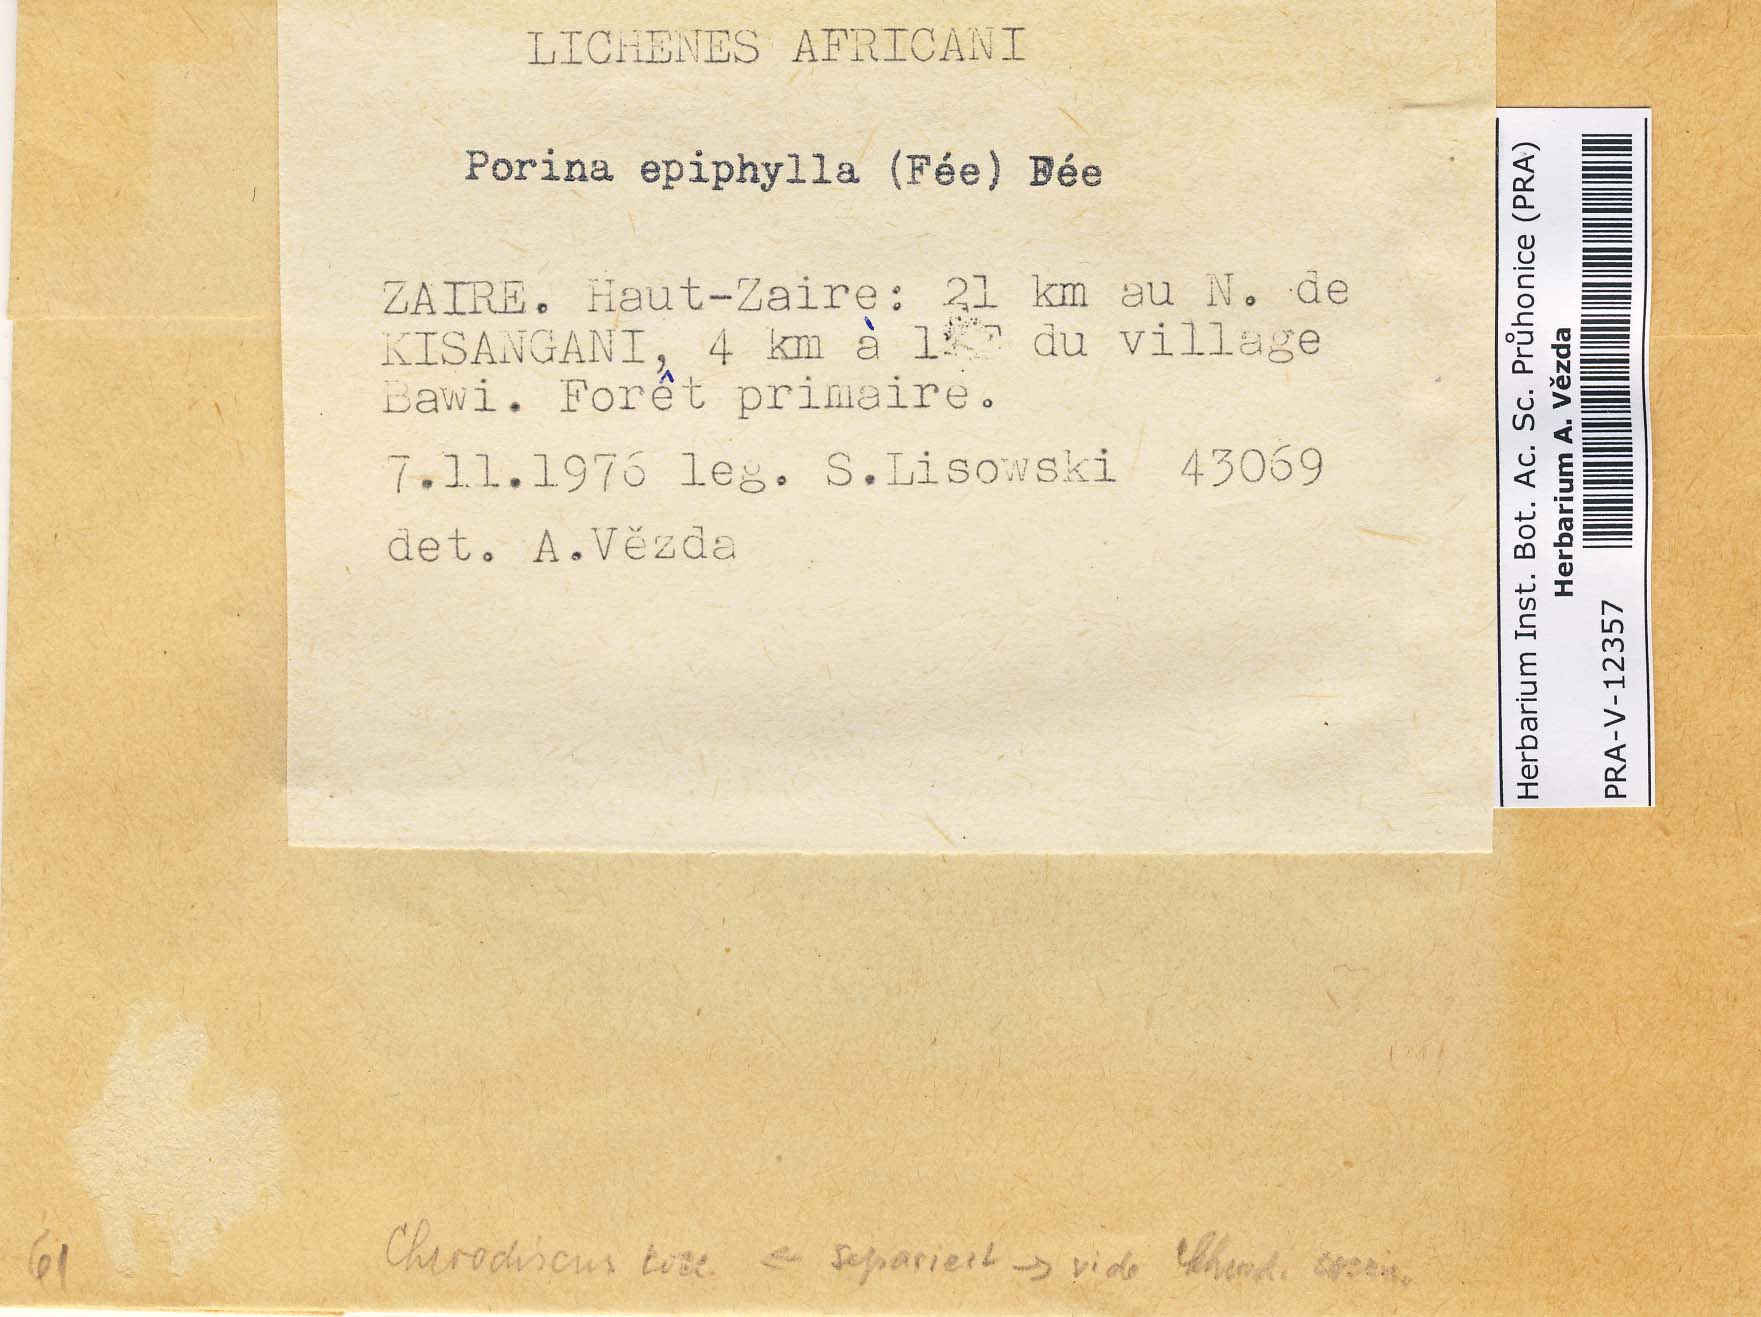 LICHENES AFRICANI
Porina epiphylla (Fée) Fée
ZAIRE. Haut-Zaire: 21 km au N. de
KISANGANI, 4 km à du village
Bawi. Forêt primaire.
7.11.1976 leg. S.Lisowski 43069
det. A.Vězda
Herbarium Inst. Bot. Ac. Sc. Průhonice (PRA)
Herbarium A. Vězda
PRA-V-12357
61
← separiert → vide